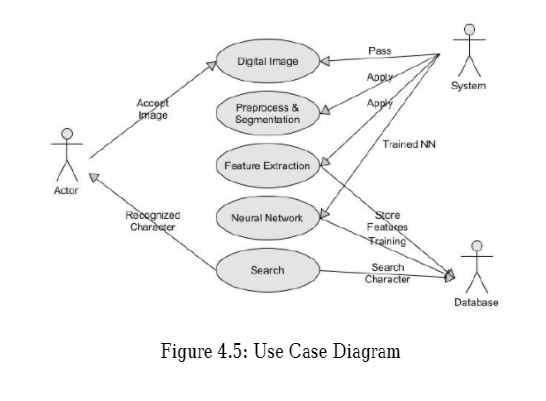 Pass
Digital Image
System
Apply
Accept
Image
Preprocess &
Segmentation
Apply
Trained NN
Feature Extraction
Actor
Recognized
Character
Neural Network
Store
Features
Training
Search
Search
Character
Database
Figure 4.5: Use Case Diagram